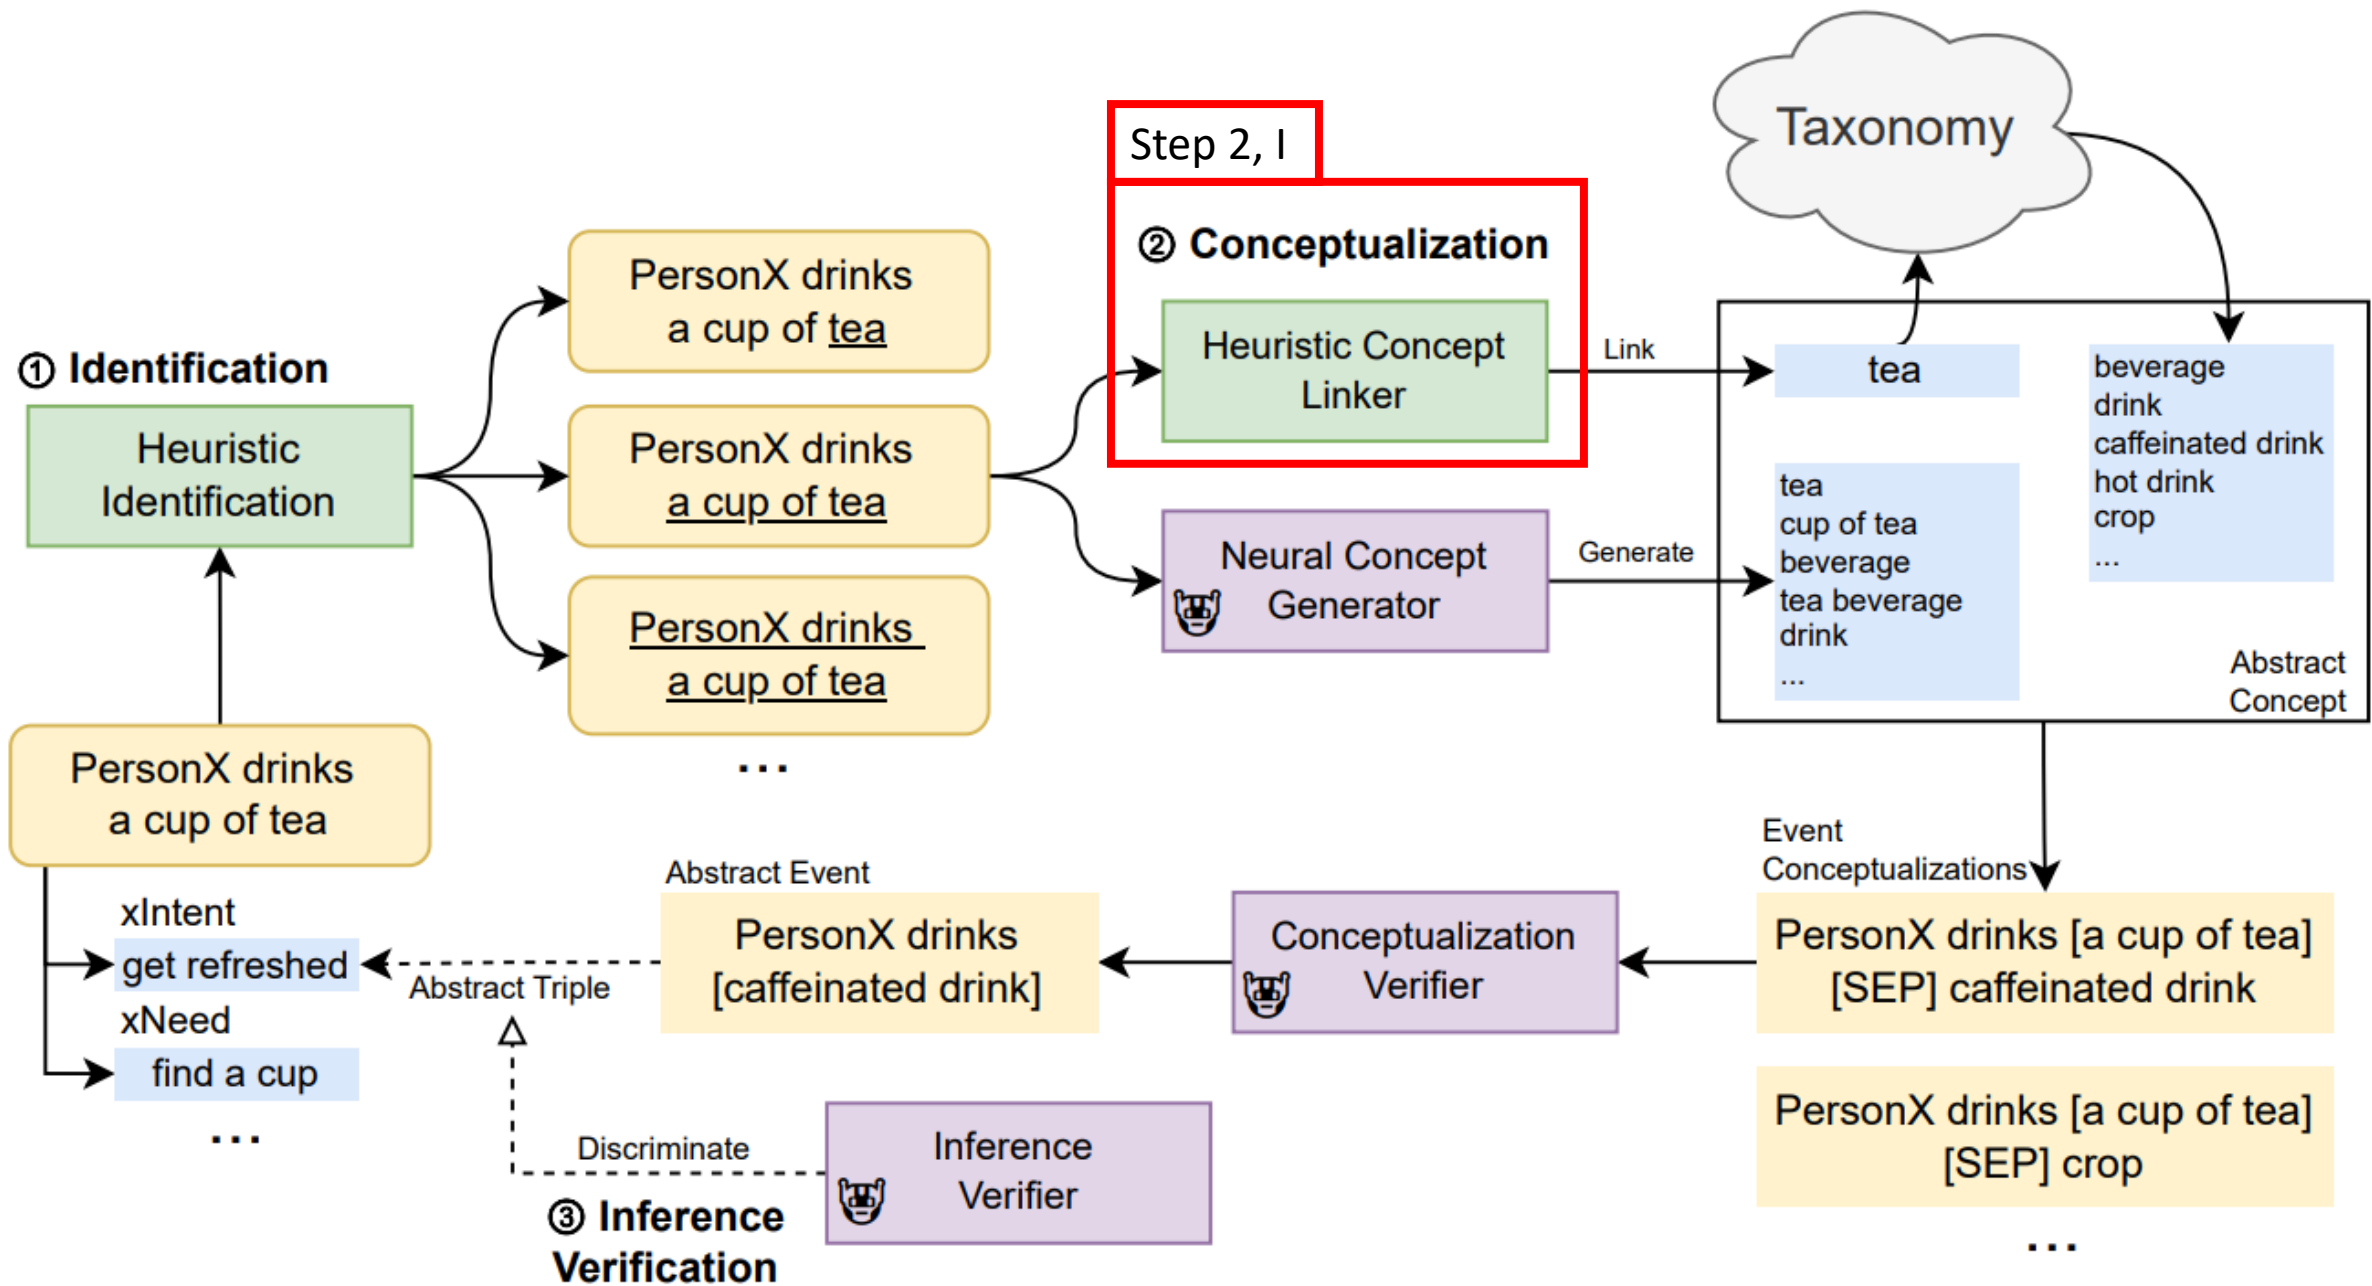 Step 2, I
Taxonomy
② Conceptualization
① Identification
Heuristic
Identification
PersonX drinks
a cup of tea
PersonX drinks
a cup of tea
PersonX drinks
a cup of tea
...
Heuristic Concept
Linker
Link
Neural Concept
Generator
Generate
tea
tea
cup of tea
beverage
tea beverage
drink
...
beverage
drink
caffeinated drink
hot drink
crop
...
Abstract
Concept
PersonX drinks
a cup of tea
xIntent
get refreshed
xNeed
find a cup
...
Abstract Triple
Abstract Event
PersonX drinks
[caffeinated drink]
Conceptualization
Verifier
Event
Conceptualizations
PersonX drinks [a cup of tea]
[SEP] caffeinated drink
PersonX drinks [a cup of tea]
[SEP] crop
...
Discriminate
Inference
Verifier
③ Inference
Verification